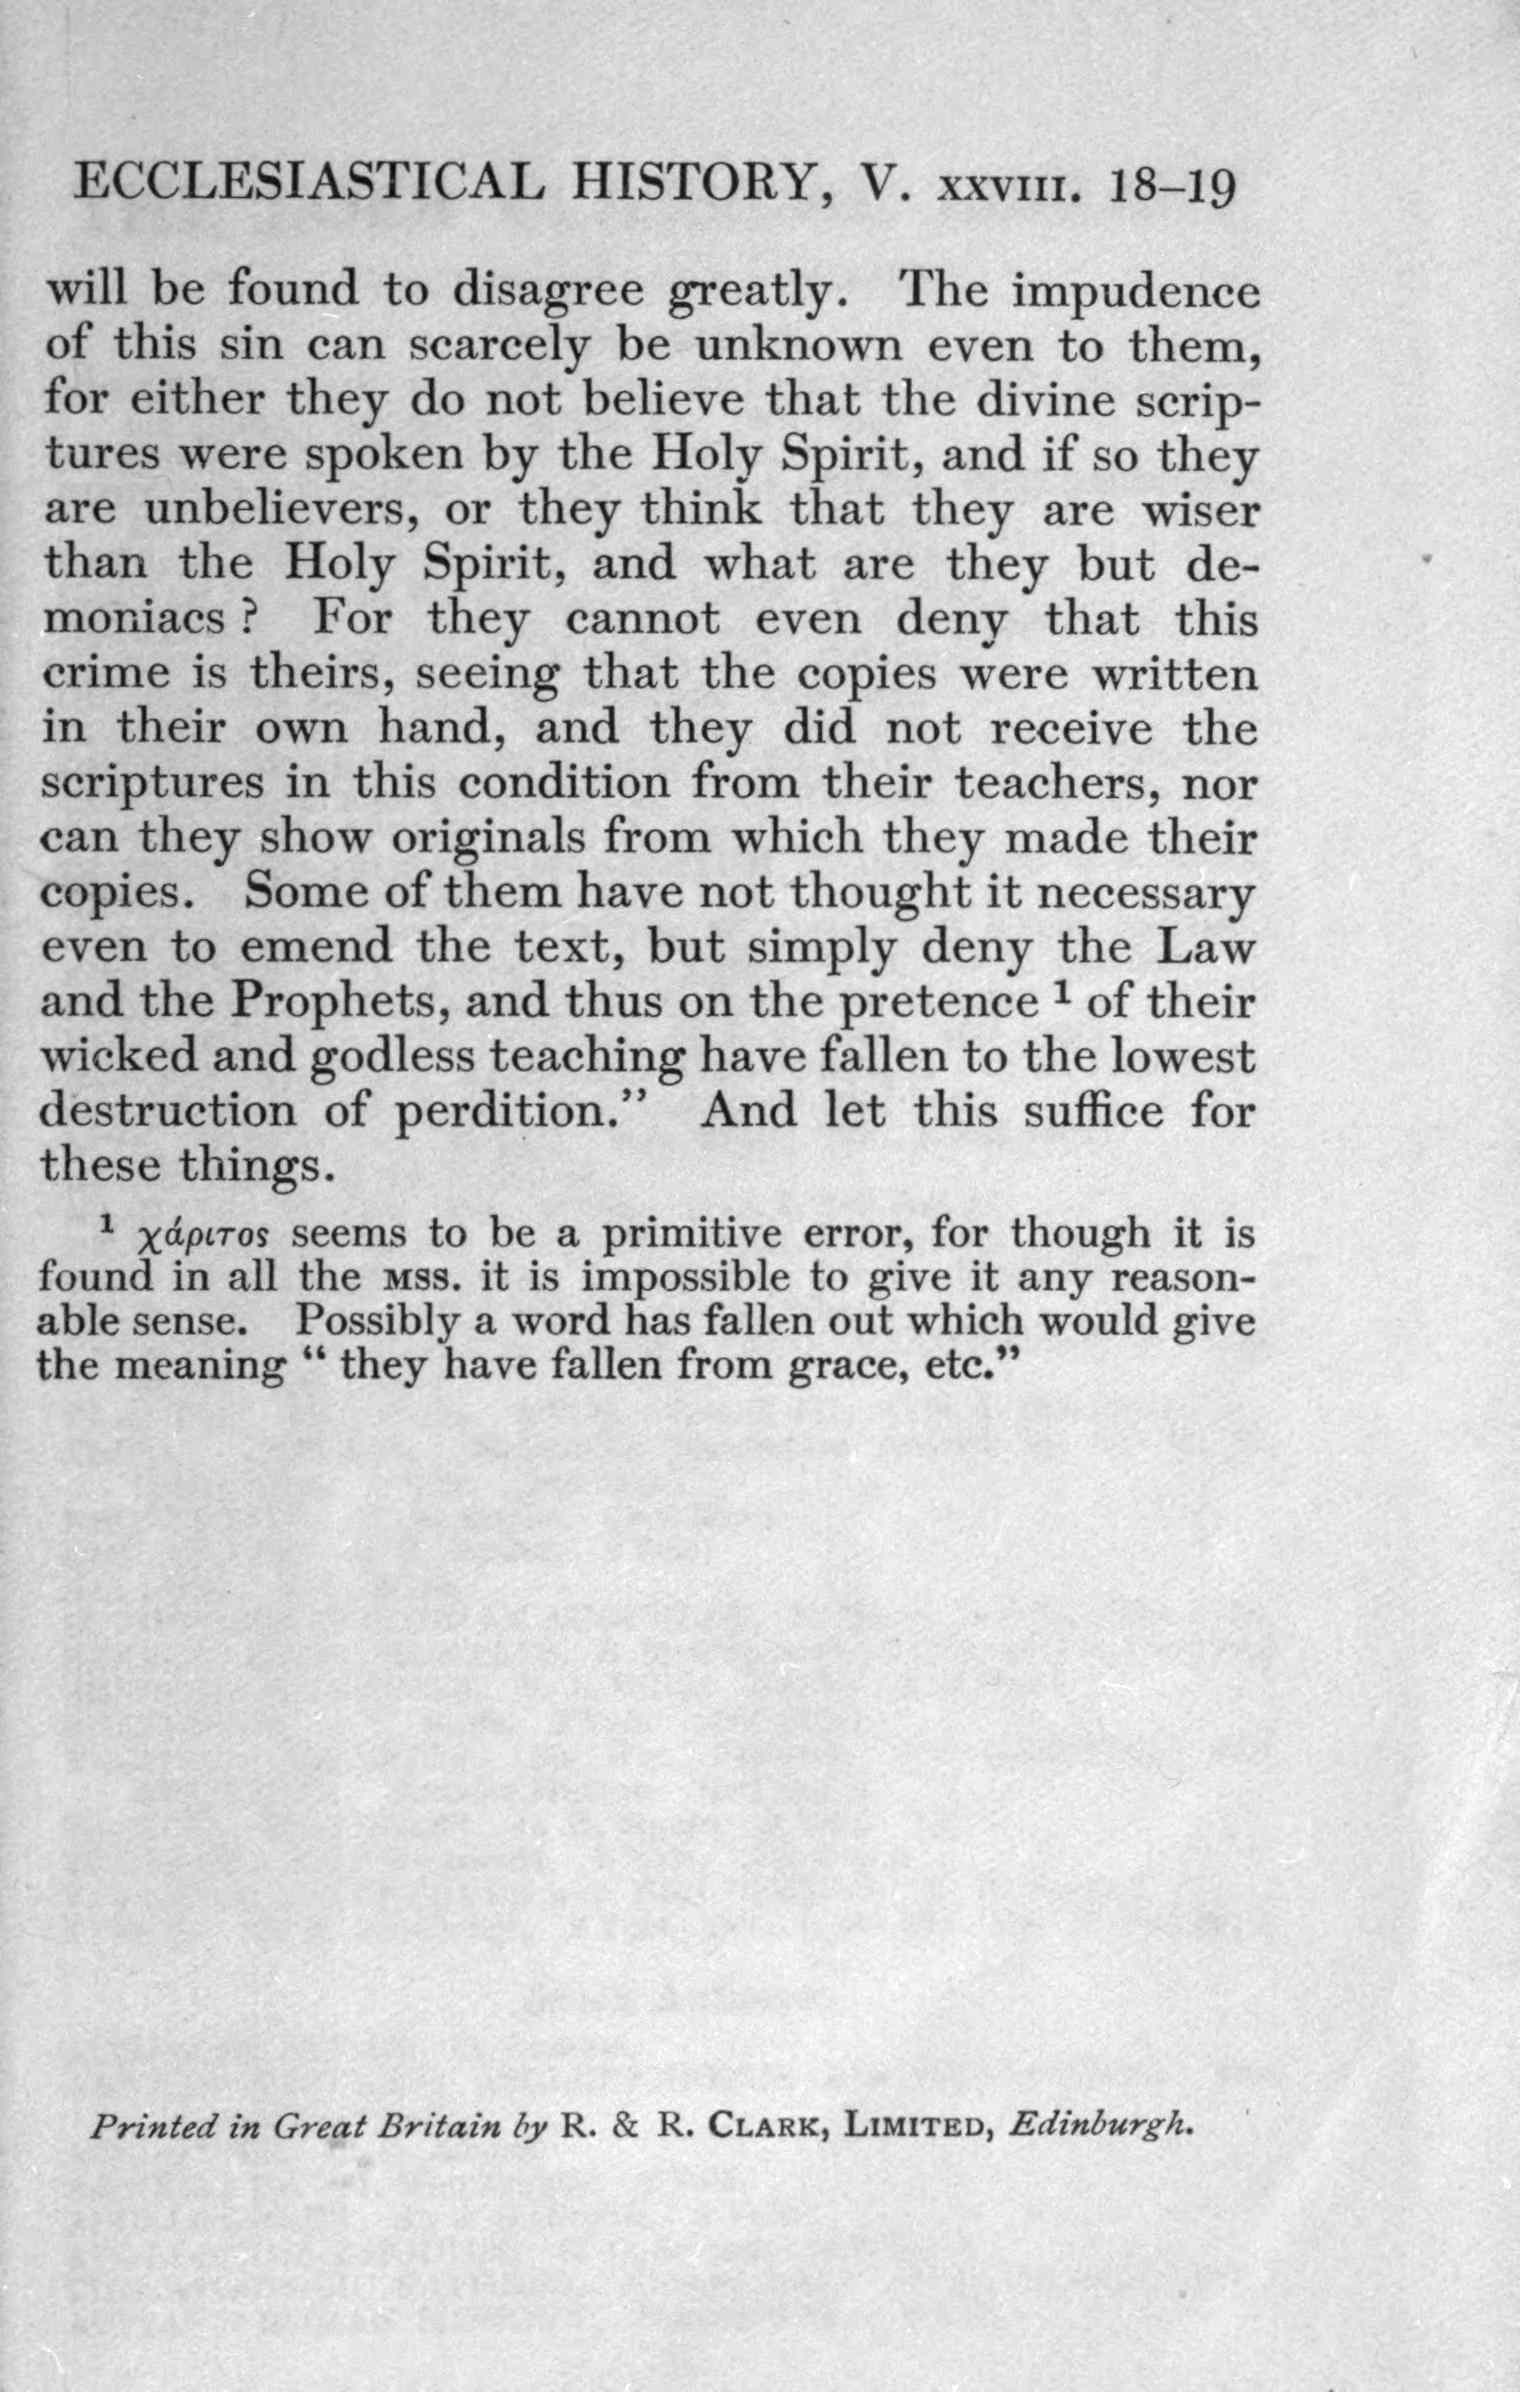 ECCLESIASTICAL HISTORY, V. XXVIII. 18–19
will be found to disagree greatly. The impudence
of this sin can scarcely be unknown even to them,
for either they do not believe that the divine scrip-
tures were spoken by the Holy Spirit, and if so they
are unbelievers, or they think that they are wiser
than the Holy Spirit, and what are they but de-
moniacs ? For they cannot even deny that this
crime is theirs, seeing that the copies were written
in their own hand, and they did not receive the
scriptures in this condition from their teachers, nor
can they show originals from which they made their
copies. Some of them have not thought it necessary
even to emend the text, but simply deny the Law
and the Prophets, and thus on the pretence ¹ of their
wicked and godless teaching have fallen to the lowest
destruction of perdition.” And let this suffice for
these things.
¹ χάριτος seems to be a primitive error, for though it is
found in all the MSS. it is impossible to give it any reason-
able sense. Possibly a word has fallen out which would give
the meaning “ they have fallen from grace, etc.”
Printed in Great Britain by R. & R. CLARK, LIMITED, Edinburgh.